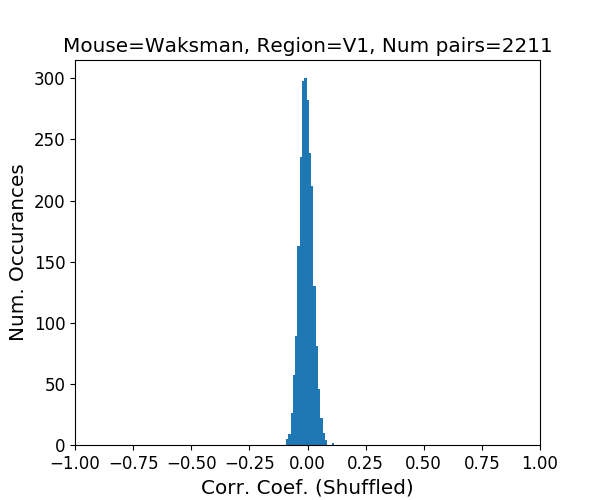 Mouse=Waksman, Region=V1, Num pairs=2211
300
250
200
150
100
50
0
Num. Occurances
−1.00 −0.75 −0.50 −0.25 0.00 0.25 0.50 0.75 1.00
Corr. Coef. (Shuffled)